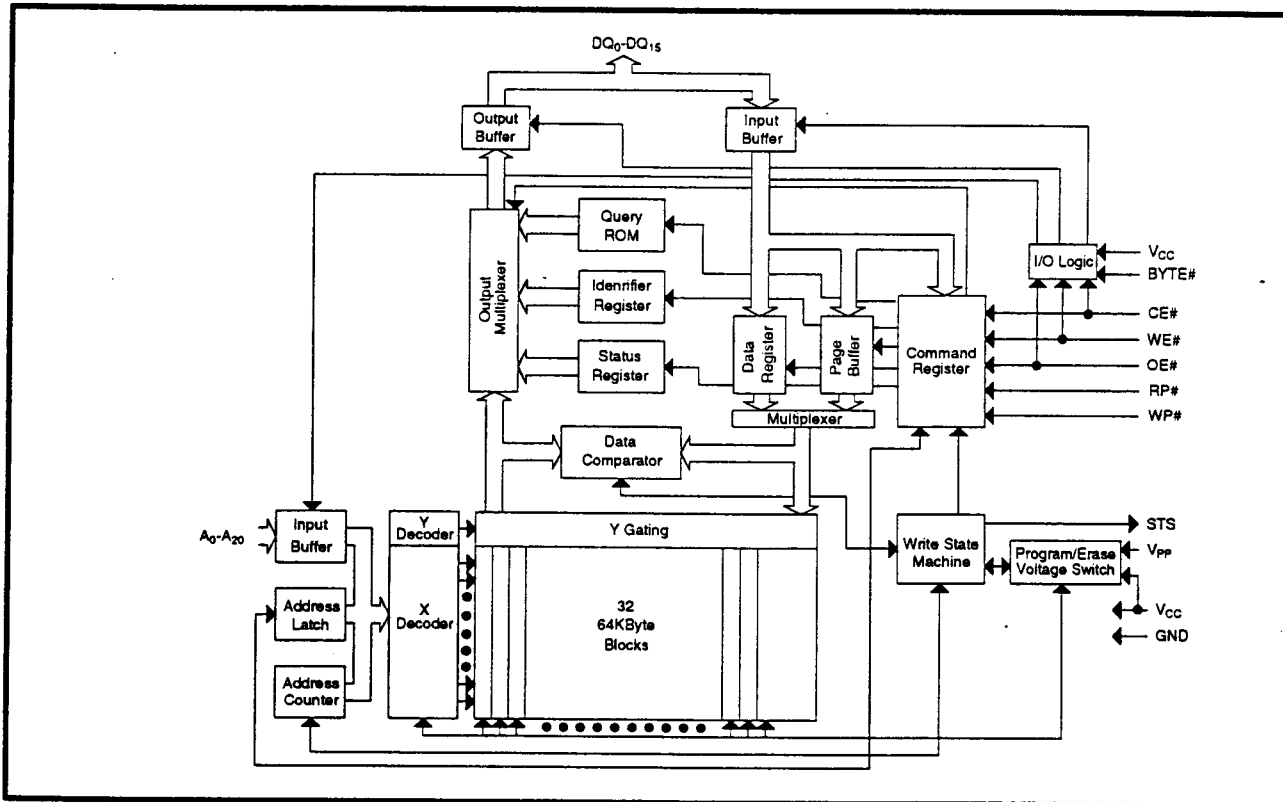 DQ₀-DQ₁₅
Output
Buffer
Input
Buffer
Output
Multiplexer
Query
ROM
Idenrifier
Register
Status
Register
Data
Register
Page
Buffer
Multiplexer
Command
Register
I/O Logic
VCC
BYTE#
CE#
WE#
OE#
RP#
WP#
Data
Comparator
A₀-A₂₀
Input
Buffer
Address
Latch
Address
Counter
Y
Decoder
X
Decoder
Y Gating
32
64KByte
Blocks
Write State
Machine
Program/Erase
Voltage Switch
STS
VPP
VCC
GND